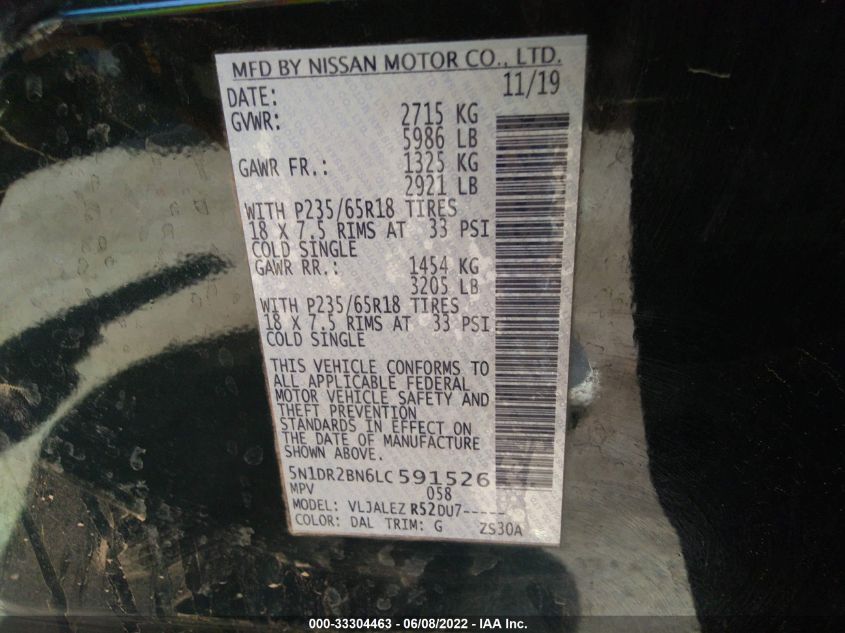 MFD BY NISSAN MOTOR CO., LTD.
DATE: 11/19
GVWR: 2715 KG
5986 LB
GAWR FR.: 1325 KG
2921 LB
WITH P235/65R18 TIRES
18 X 7.5 RIMS AT 33 PSI
COLD SINGLE
GAWR RR.: 1454 KG
3205 LB
WITH P235/65R18 TIRES
18 X 7.5 RIMS AT 33 PSI
COLD SINGLE
THIS VEHICLE CONFORMS TO
ALL APPLICABLE FEDERAL
MOTOR VEHICLE SAFETY AND
THEFT PREVENTION
STANDARDS IN EFFECT ON
THE DATE OF MANUFACTURE
SHOWN ABOVE.
5N1DR2BN6LC591526
MPV 058
MODEL: VLJALEZ R52DU7-----
COLOR: DAL TRIM: G ZS30A
000-33304463 - 06/08/2022 - IAA Inc.